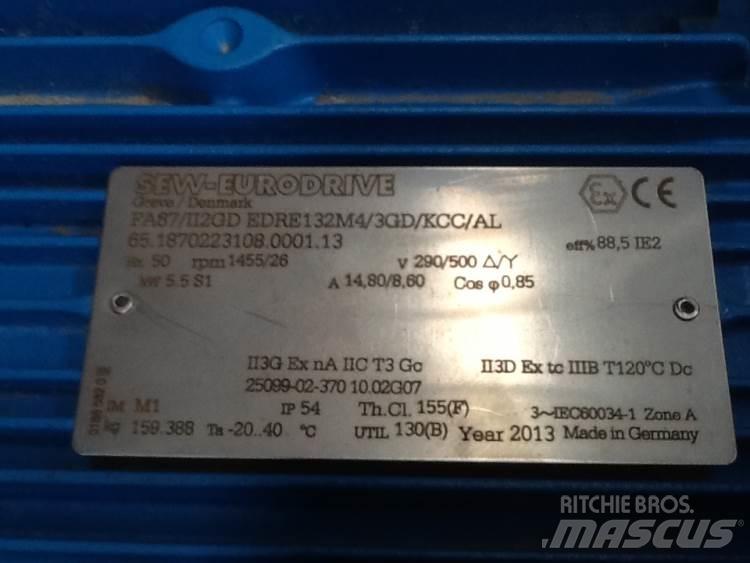 SEW-EURODRIVE
Greve / Denmark
FA87/II2GD EDRE132M4/3GD/KCC/AL
65.1870223108.0001.13
Hz 50 rpm 1455/26 V 290/500 Δ/Y eff% 88,5 IE2
kW 5.5 S1 A 14,80/8,60 Cos φ 0,85
II3G Ex nA IIC T3 Gc II3D Ex tc IIIB T120°C Dc
25099-02-370 10.02G07
IM M1 IP 54 Th.Cl. 155(F) 3~IEC60034-1 Zone A
KG 159.388 Ta -20..40 °C UTIL 130(B) Year 2013 Made in Germany
Ex CE
RITCHIE BROS.
MASCUS